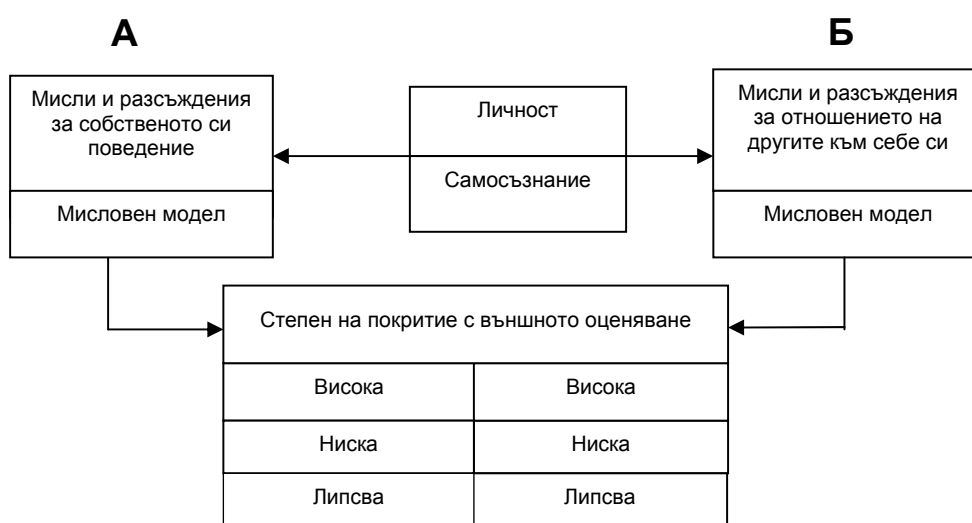 А
Б
Мисли и разсъждения
за собственото си
поведение
Мисловен модел
Личност
Самосъзнание
Мисли и разсъждения
за отношението на
другите към себе си
Мисловен модел
Степен на покритие с външното оценяване
Висока
Висока
Ниска
Ниска
Липсва
Липсва